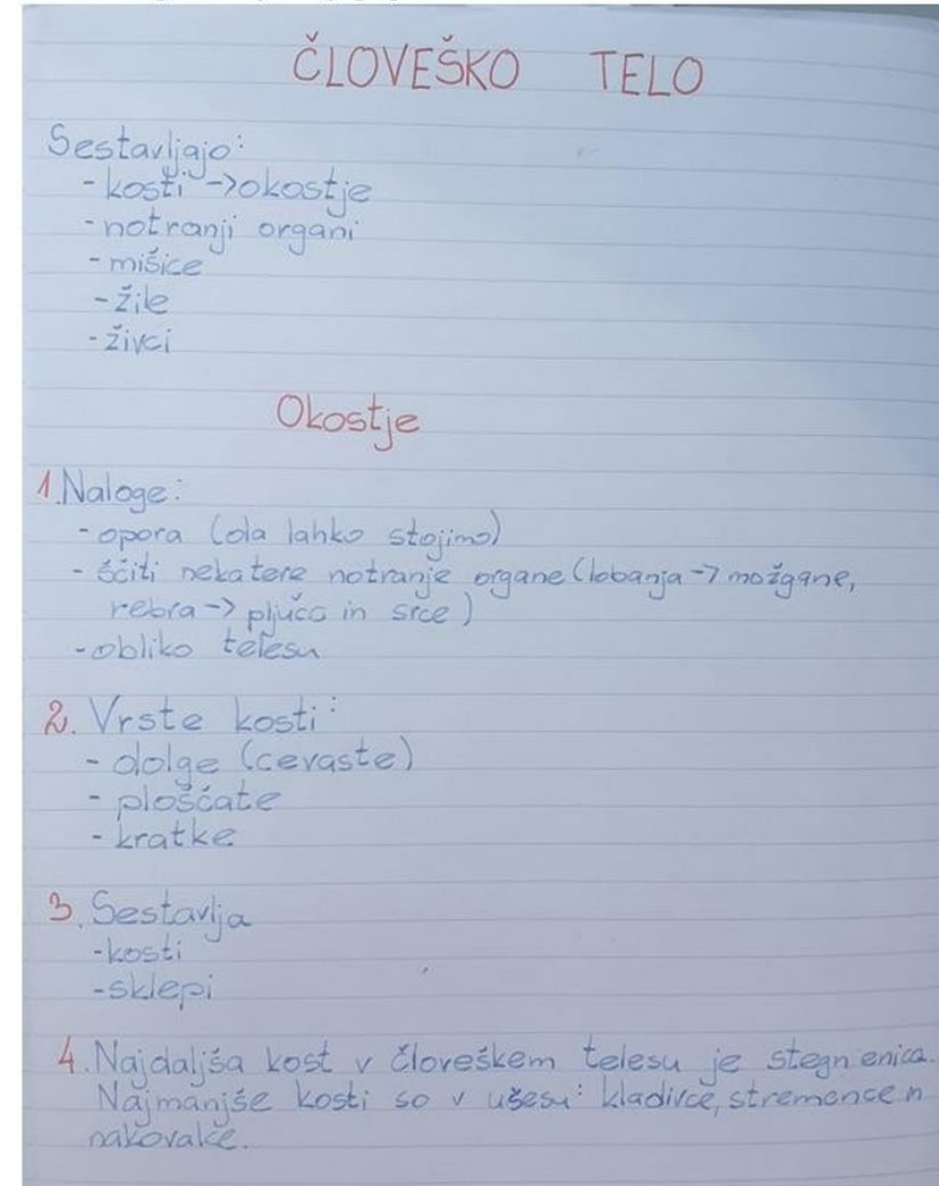 ČLOVEŠKO TELO
Sestavljajo:
- kosti -> okostje
- notranji organi
- mišice
- žile
- živci
Okostje
1. Naloge:
- opora (da lahko stojimo)
- ščiti nekatere notranje organe (lobanja -> možgane,
rebra -> pljuča in srce)
- obliko telesu
2. Vrste kosti:
- dolge (cevaste)
- ploščate
- kratke
3. Sestavlja
- kosti
- sklepi
4. Najdaljša kost v človeškem telesu je stegnenica.
Najmanjše kosti so v ušesu: kladivce, stremence n
nakovalce.